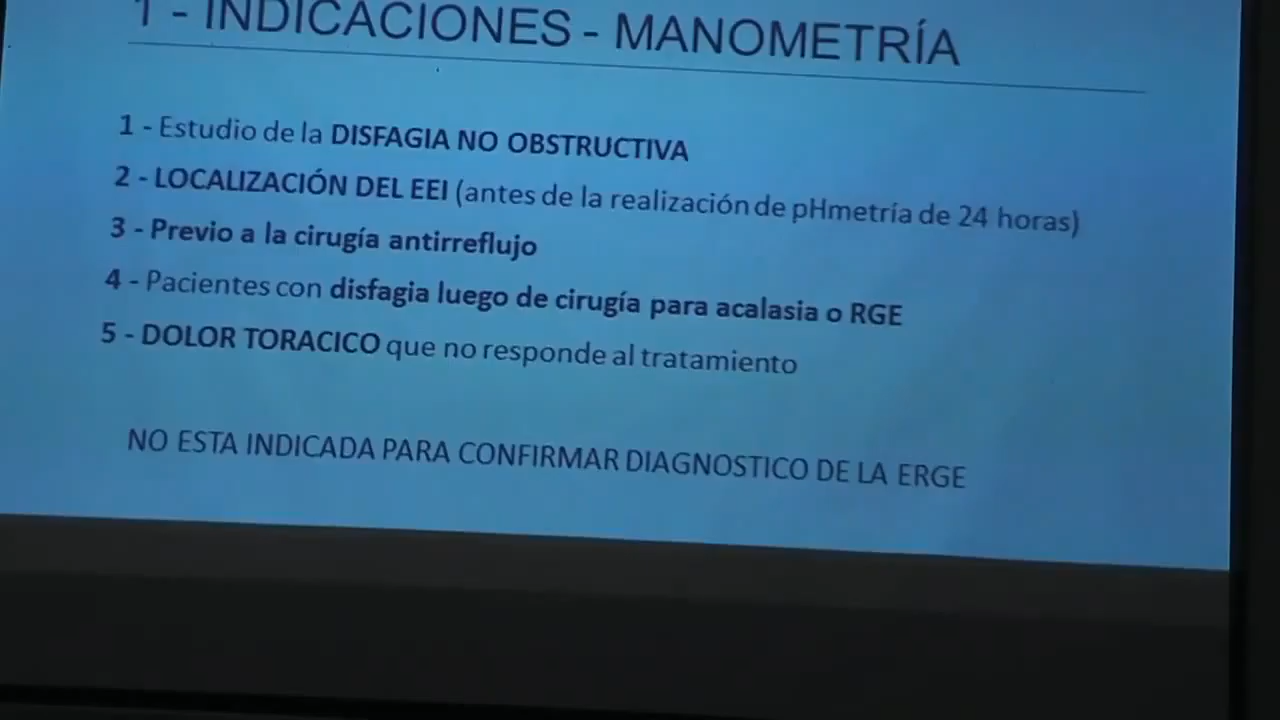 1 - INDICACIONES - MANOMETRÍA
1 - Estudio de la DISFAGIA NO OBSTRUCTIVA
2 - LOCALIZACIÓN DEL EEI (antes de la realización de pHmetría de 24 horas)
3 - Previo a la cirugía antirreflujo
4 - Pacientes con disfagia luego de cirugía para acalasia o RGE
5 - DOLOR TORACICO que no responde al tratamiento
NO ESTA INDICADA PARA CONFIRMAR DIAGNOSTICO DE LA ERGE